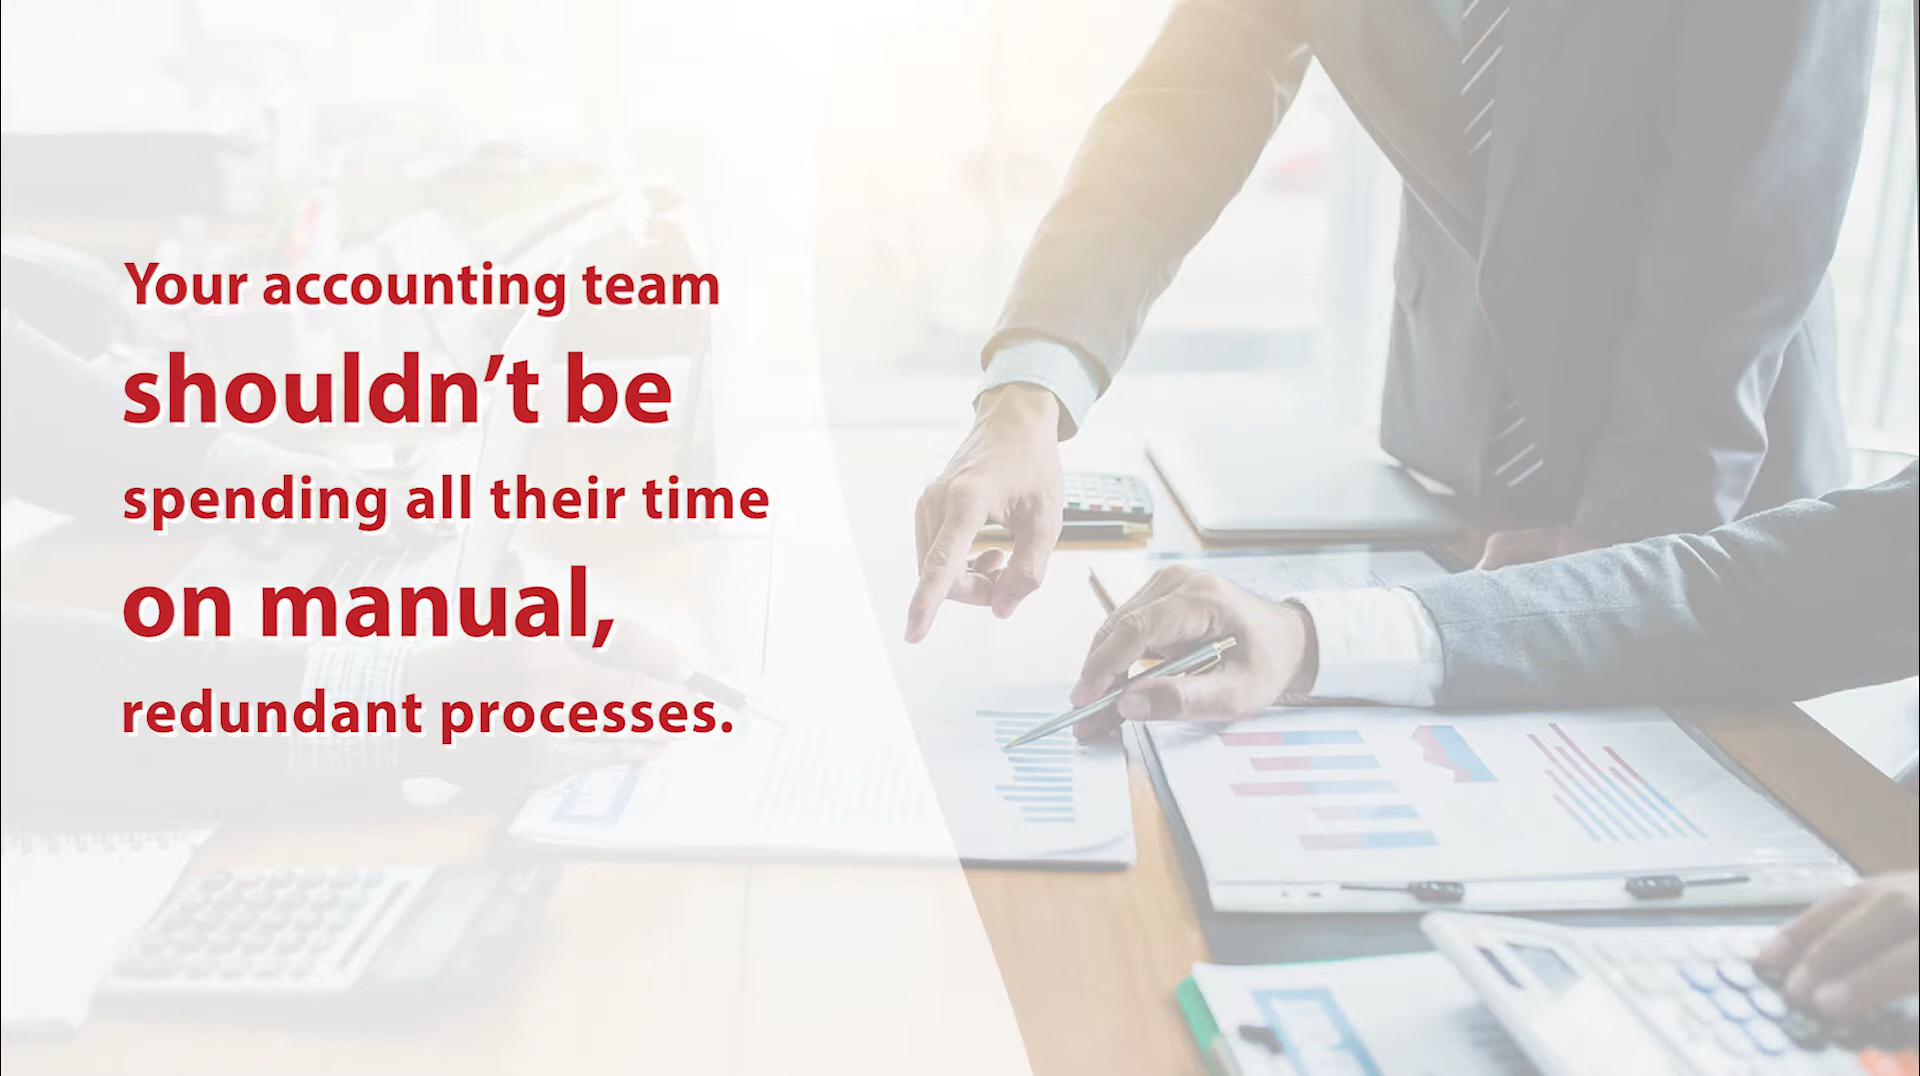 Your accounting team
shouldn’t be
spending all their time
on manual,
redundant processes.